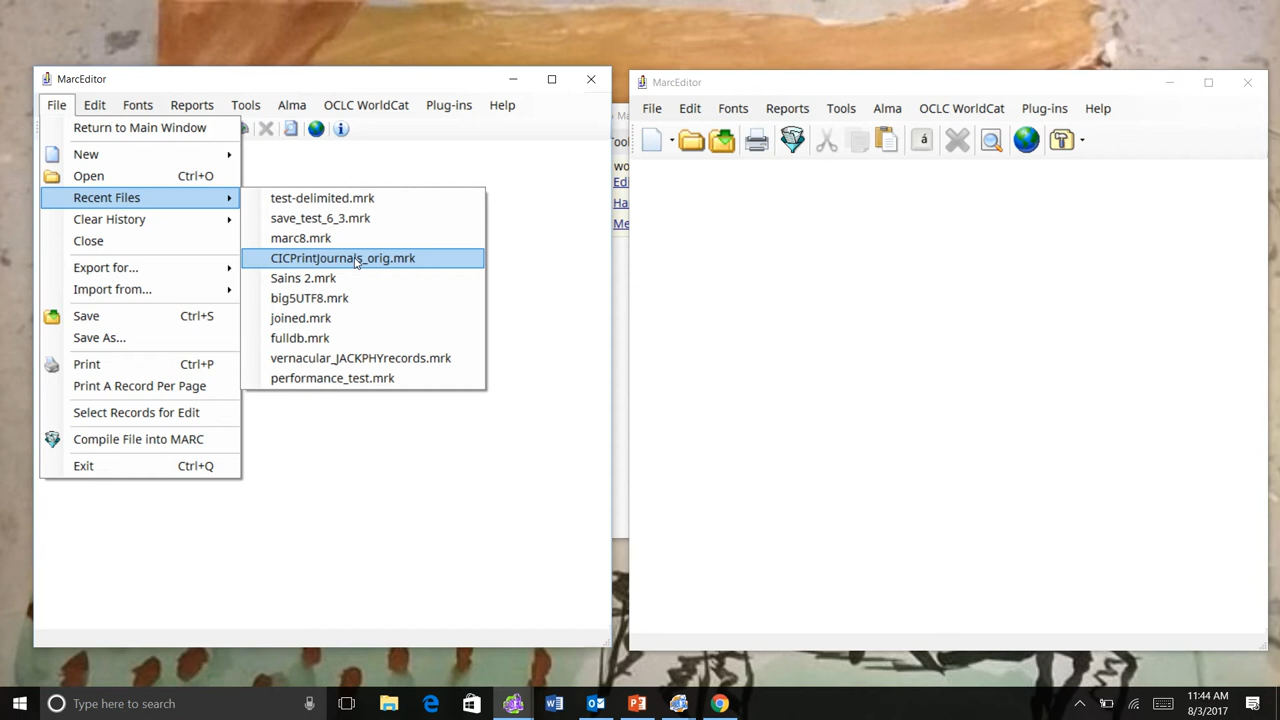 MarcEditor
File Edit Fonts Reports Tools Alma OCLC WorldCat Plug-ins Help
Return to Main Window
New
Open Ctrl+O
Recent Files
Clear History
Close
Export for...
Import from...
Save Ctrl+S
Save As...
Print Ctrl+P
Print A Record Per Page
Select Records for Edit
Compile File into MARC
Exit Ctrl+Q
test-delimited.mrk
save_test_6_3.mrk
marc8.mrk
CICPrintJournals_orig.mrk
Sains 2.mrk
big5UTF8.mrk
joined.mrk
fulldb.mrk
vernacular_JACKPHYrecords.mrk
performance_test.mrk
MarcEditor
File Edit Fonts Reports Tools Alma OCLC WorldCat Plug-ins Help
á
Type here to search
11:44 AM
8/3/2017